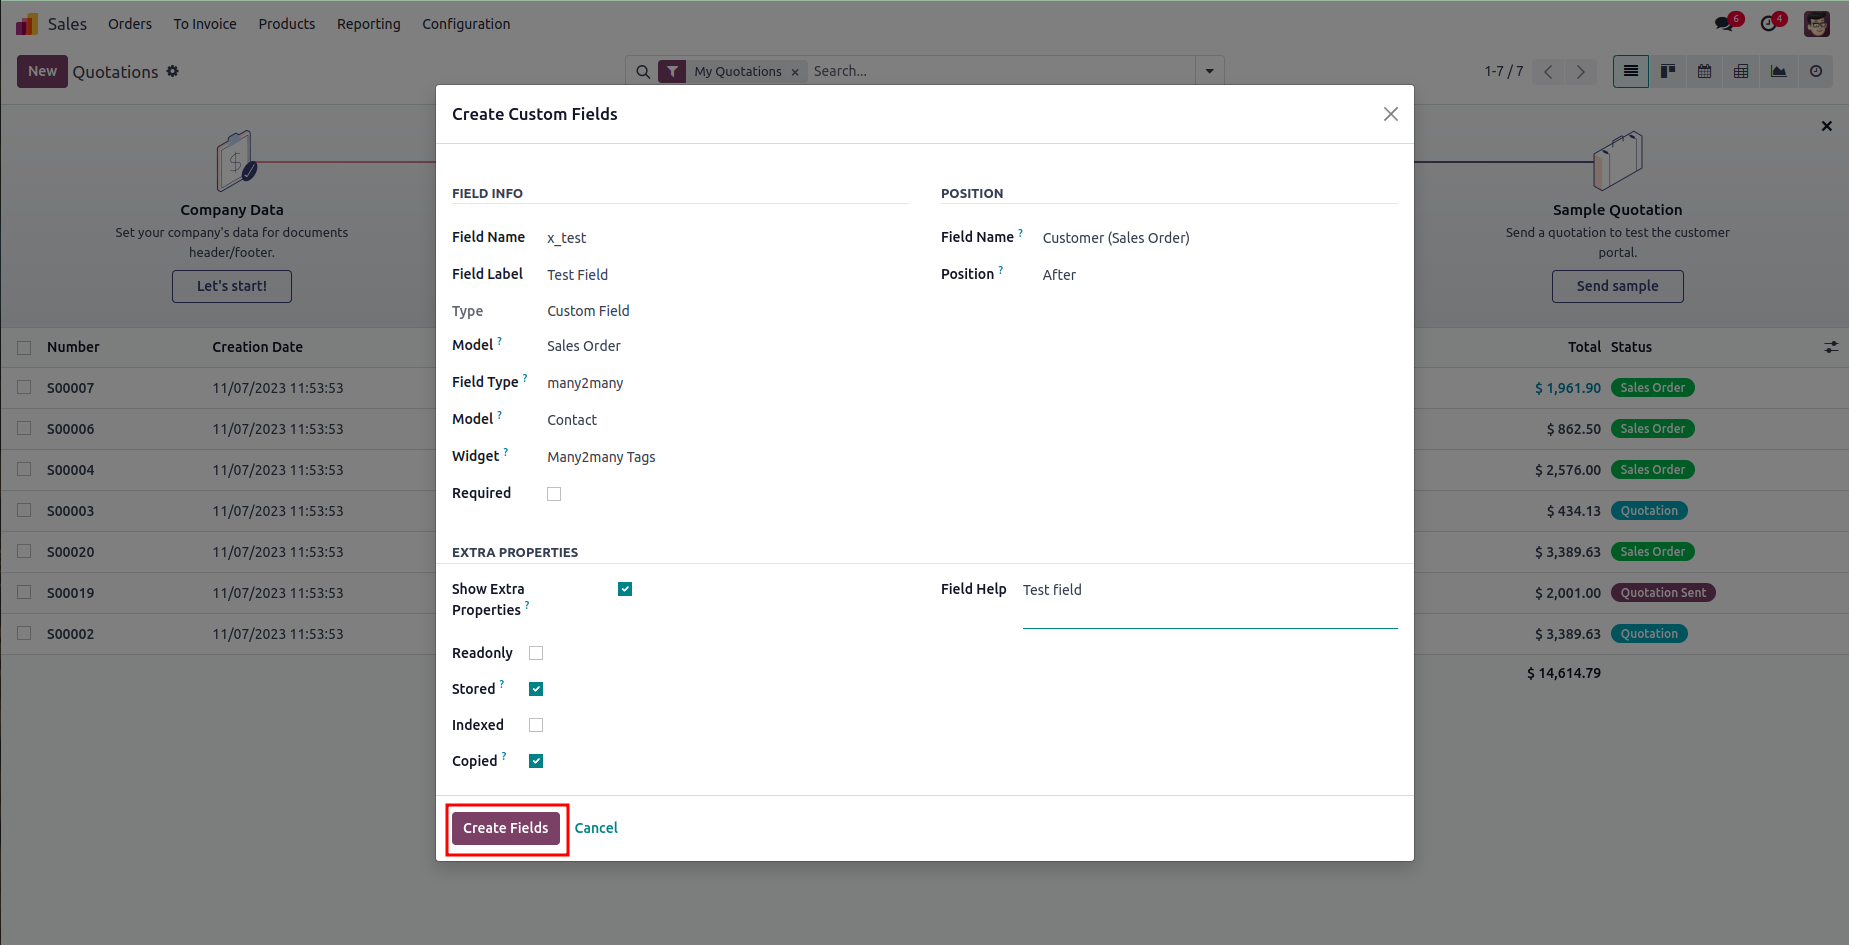 Sales Orders To Invoice Products Reporting Configuration 6 4
New Quotations My Quotations × Search... 1-7 / 7
Create Custom Fields
Company Data
Set your company's data for documents
header/footer.
Let's start!
Sample Quotation
Send a quotation to test the customer
portal.
Send sample
FIELD INFO
Field Name x_test
Field Label Test Field
Type Custom Field
Model ? Sales Order
Field Type ? many2many
Model ? Contact
Widget ? Many2many Tags
Required
POSITION
Field Name ? Customer (Sales Order)
Position ? After
EXTRA PROPERTIES
Show Extra
Properties ?
Readonly
Stored ?
Indexed
Copied ?
Field Help Test field
Create Fields Cancel
Number Creation Date Total Status
S00007 11/07/2023 11:53:53 $ 1,961.90 Sales Order
S00006 11/07/2023 11:53:53 $ 862.50 Sales Order
S00004 11/07/2023 11:53:53 $ 2,576.00 Sales Order
S00003 11/07/2023 11:53:53 $ 434.13 Quotation
S00020 11/07/2023 11:53:53 $ 3,389.63 Sales Order
S00019 11/07/2023 11:53:53 $ 2,001.00 Quotation Sent
S00002 11/07/2023 11:53:53 $ 3,389.63 Quotation
$ 14,614.79